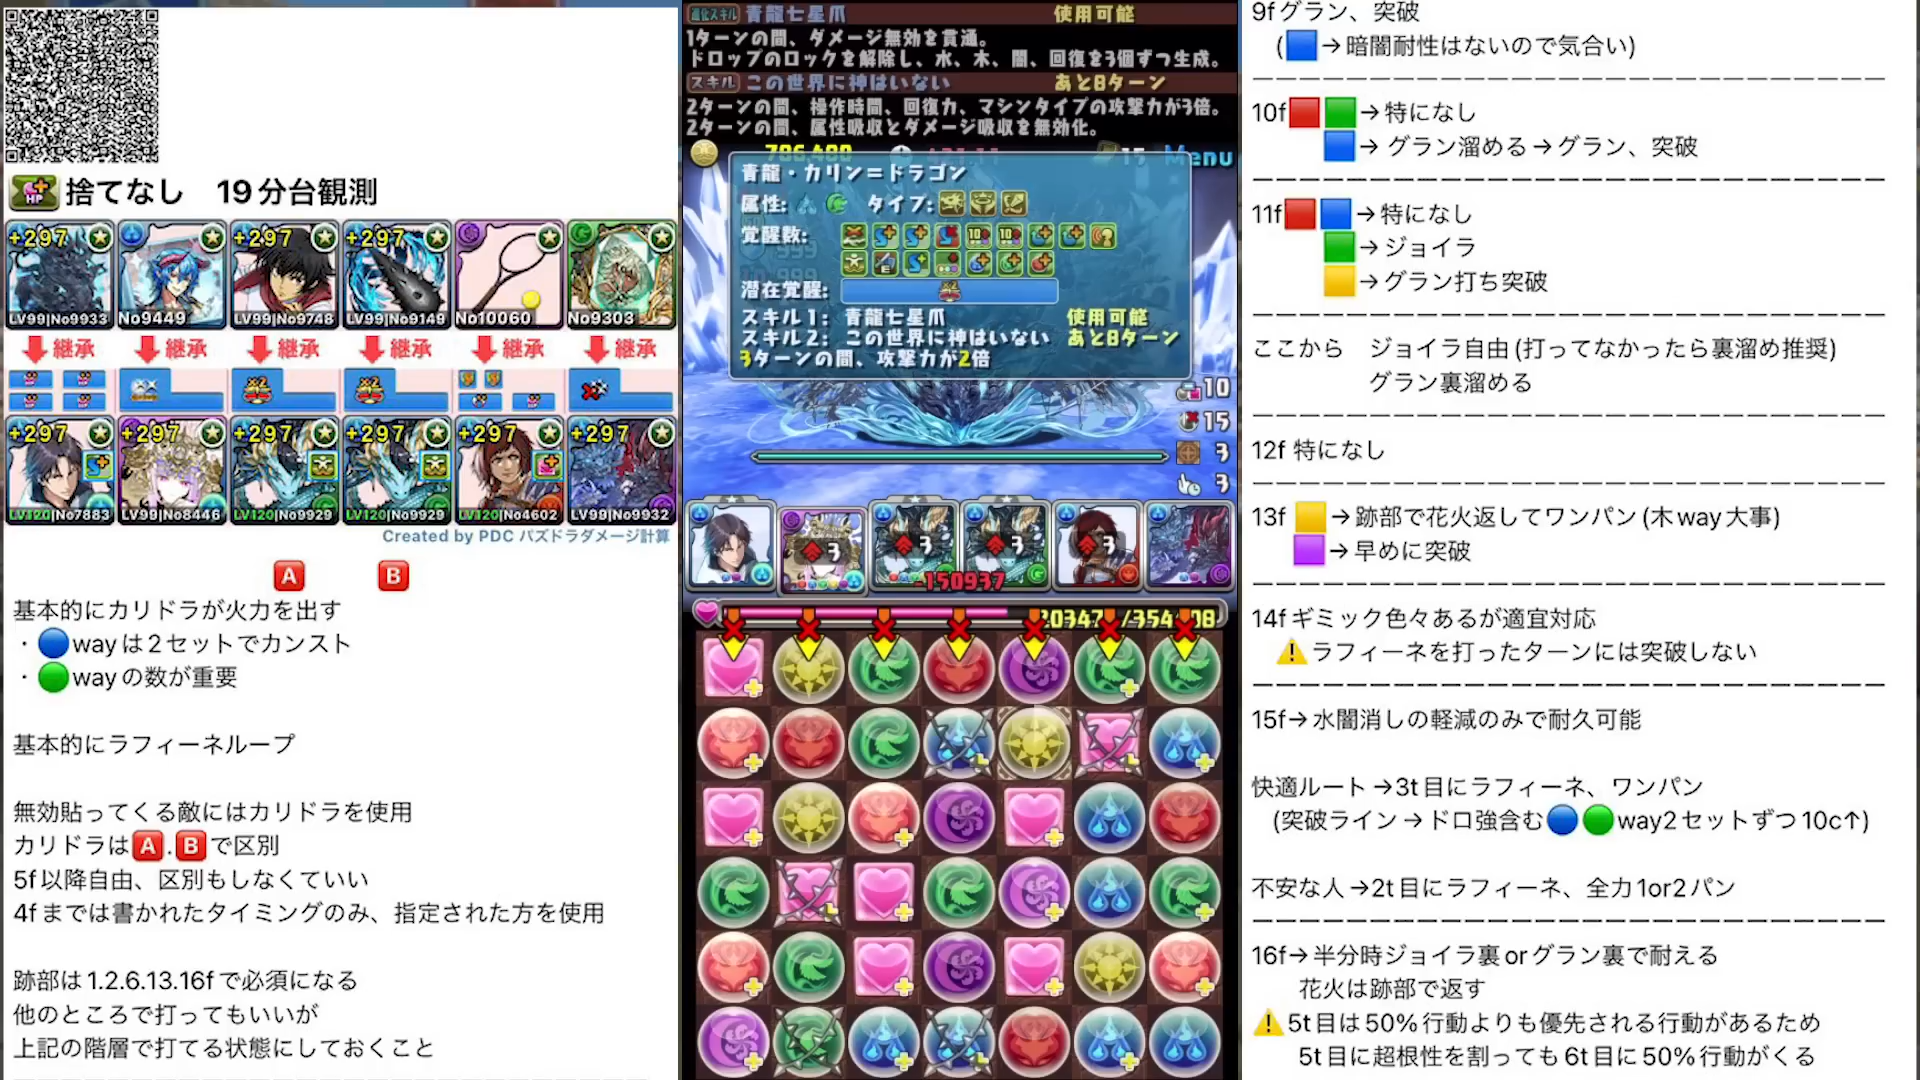 捨てなし　19分台観測
+297
+297
+297
LV99|No9933
No9449
LV99|No9748
LV99|No9149
No10060
No9303
継承
継承
継承
継承
継承
継承
+297
+297
+297
+297
+297
+297
LV120|No7883
LV99|No8446
LV120|No9929
LV120|No9929
LV120|No4602
LV99|No9932
Created by PDC パズドラダメージ計算
A B
基本的にカリドラが火力を出す
・🔵wayは2セットでカンスト
・🟢wayの数が重要
基本的にラフィーネループ
無効貼ってくる敵にはカリドラを使用
カリドラはA.Bで区別
5f以降自由、区別もしなくていい
4fまでは書かれたタイミングのみ、指定された方を使用
跡部は1.2.6.13.16fで必須になる
他のところで打ってもいいが
上記の階層で打てる状態にしておくこと
進化スキル 青龍七星爪 使用可能
1ターンの間、ダメージ無効を貫通。
ドロップのロックを解除し、水、木、闇、回復を3個ずつ生成。
スキル この世界に神はいない あと8ターン
2ターンの間、操作時間、回復力、マシンタイプの攻撃力が3倍。
2ターンの間、属性吸収とダメージ吸収を無効化。
Menu
青龍・カリン=ドラゴン
属性: タイプ:
覚醒数:
潜在覚醒:
スキル1: 青龍七星爪 使用可能
スキル2: この世界に神はいない あと8ターン
3ターンの間、攻撃力が2倍
10
15
3
3
3
3
3
3
-150937
9fグラン、突破
(🟦→暗闇耐性はないので気合い)
10f🟥🟩→特になし
🟦→グラン溜める→グラン、突破
11f🟥🟦→特になし
🟩→ジョイラ
🟨→グラン打ち突破
ここから　ジョイラ自由(打ってなかったら裏溜め推奨)
グラン裏溜める
12f 特になし
13f 🟨→跡部で花火返してワンパン(木way大事)
🟪→早めに突破
14fギミック色々あるが適宜対応
⚠️ラフィーネを打ったターンには突破しない
15f→水闇消しの軽減のみで耐久可能
快適ルート→3t目にラフィーネ、ワンパン
(突破ライン→ドロ強含む🔵🟢way2セットずつ10c↑)
不安な人→2t目にラフィーネ、全力1or2パン
16f→半分時ジョイラ裏orグラン裏で耐える
花火は跡部で返す
⚠️5t目は50%行動よりも優先される行動があるため
5t目に超根性を割っても6t目に50%行動がくる